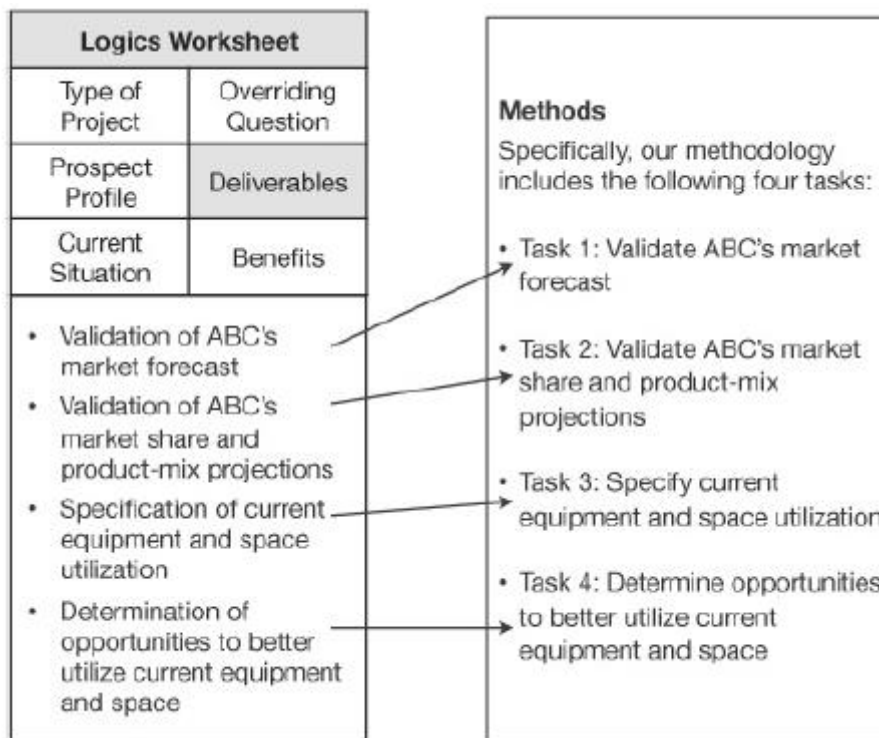 Logics Worksheet
Type of
Project
Overriding
Question
Prospect
Profile
Deliverables
Current
Situation
Benefits
• Validation of ABC's
market forecast
• Validation of ABC's
market share and
product-mix projections
• Specification of current
equipment and space
utilization
• Determination of
opportunities to better
utilize current equipment
and space
Methods
Specifically, our methodology
includes the following four tasks:
• Task 1: Validate ABC's market
forecast
• Task 2: Validate ABC's market
share and product-mix
projections
• Task 3: Specify current
equipment and space utilization
• Task 4: Determine opportunities
to better utilize current
equipment and space